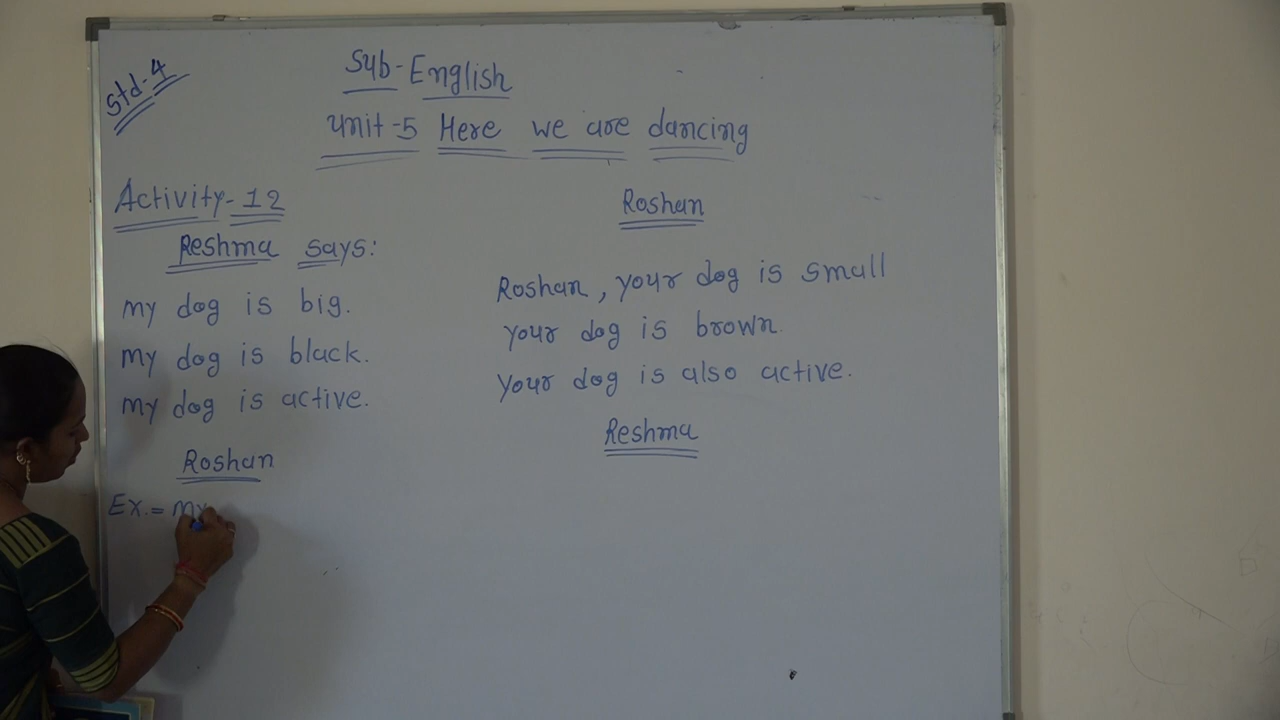 Std-4
Sub-English
Unit-5 Here we are dancing
Activity-12
Reshma says:
my dog is big.
my dog is black.
my dog is active.
Roshan
Ex.= my
Roshan
Roshan, your dog is small
your dog is brown.
Your dog is also active.
Reshma